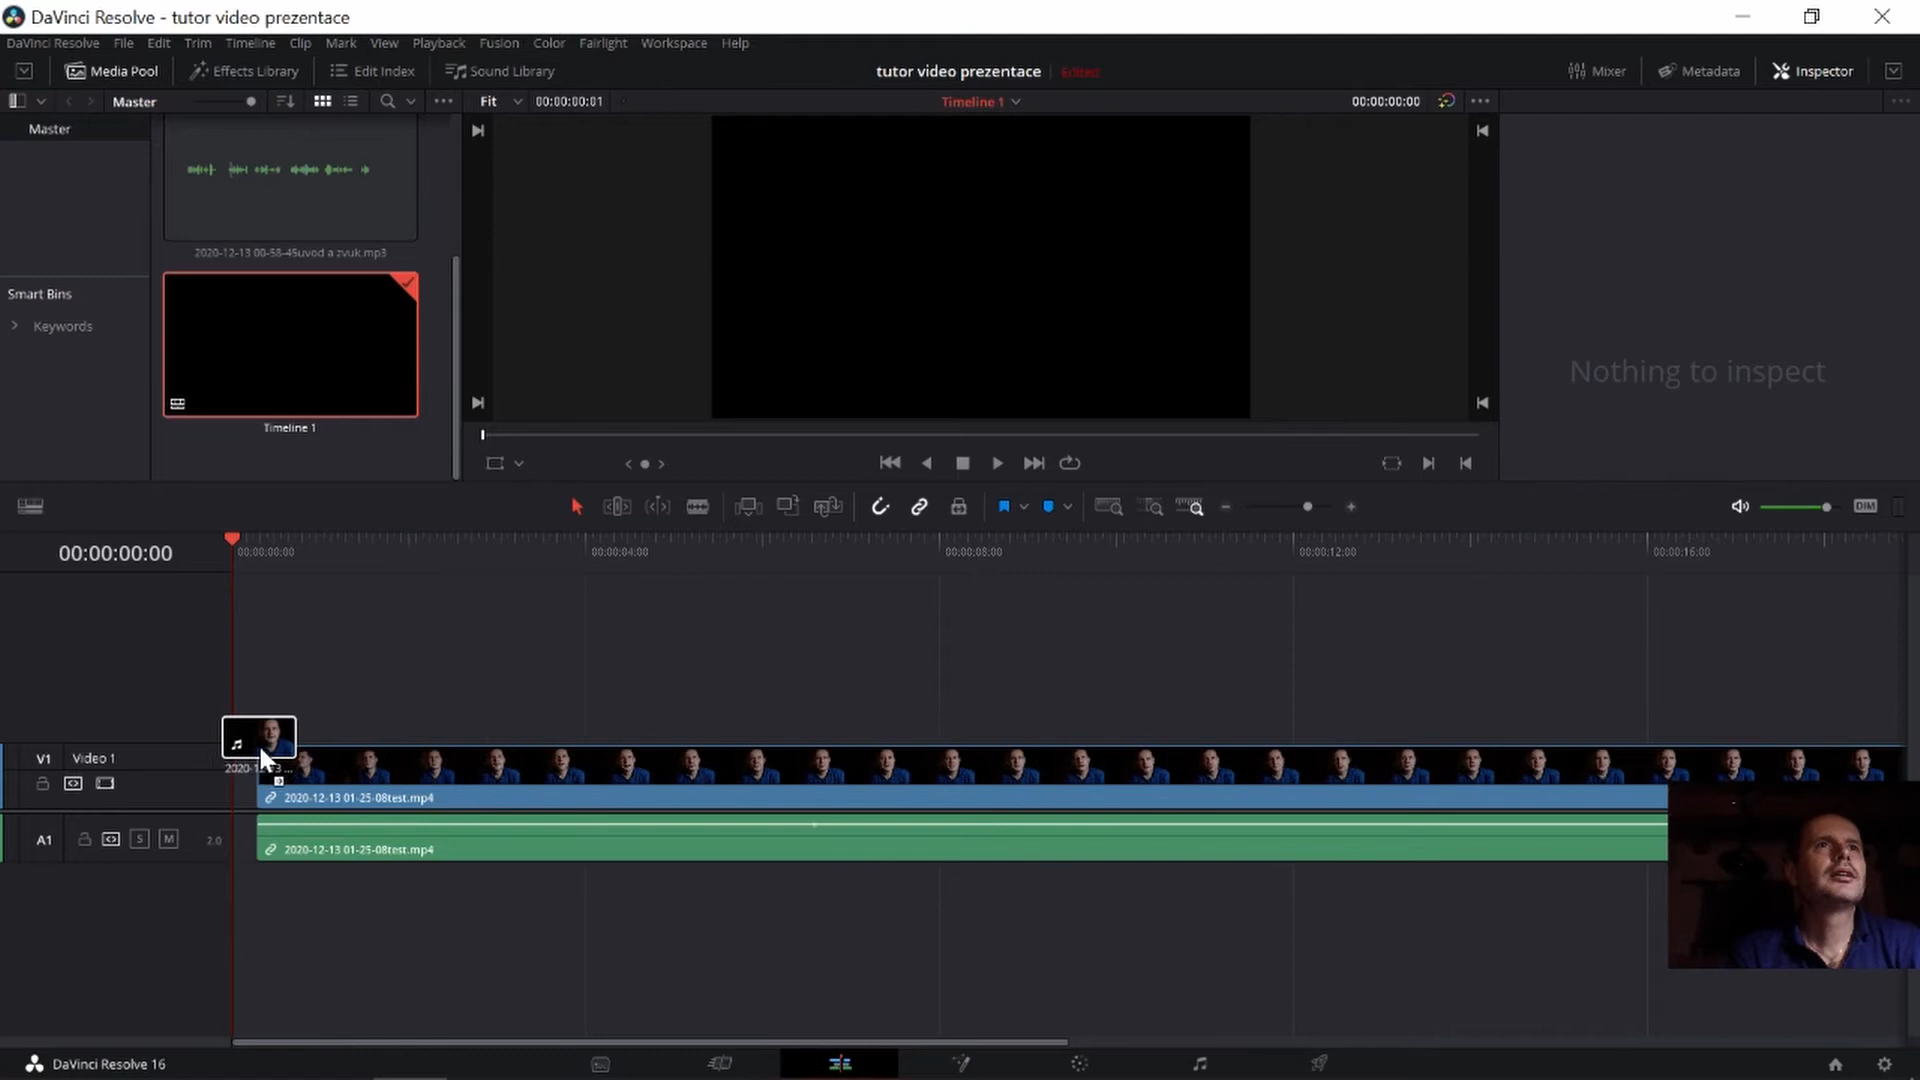 DaVinci Resolve - tutor video prezentace
DaVinci Resolve File Edit Trim Timeline Clip Mark View Playback Fusion Color Fairlight Workspace Help
Media Pool Effects Library Edit Index Sound Library tutor video prezentace Edited Mixer Metadata Inspector
Master Fit 00:00:00:01 Timeline 1 00:00:00:00
Master
2020-12-13 00-58-45uvod a zvuk.mp3
Smart Bins
Keywords
Nothing to inspect
Timeline 1
DIM
00:00:00:00 00:00:00:00 00:00:04:00 00:00:08:00 00:00:12:00 00:00:16:00
V1 Video 1
2020-12-13 01-25-08test.mp4
A1 S M 2.0
2020-12-13 01-25-08test.mp4
DaVinci Resolve 16